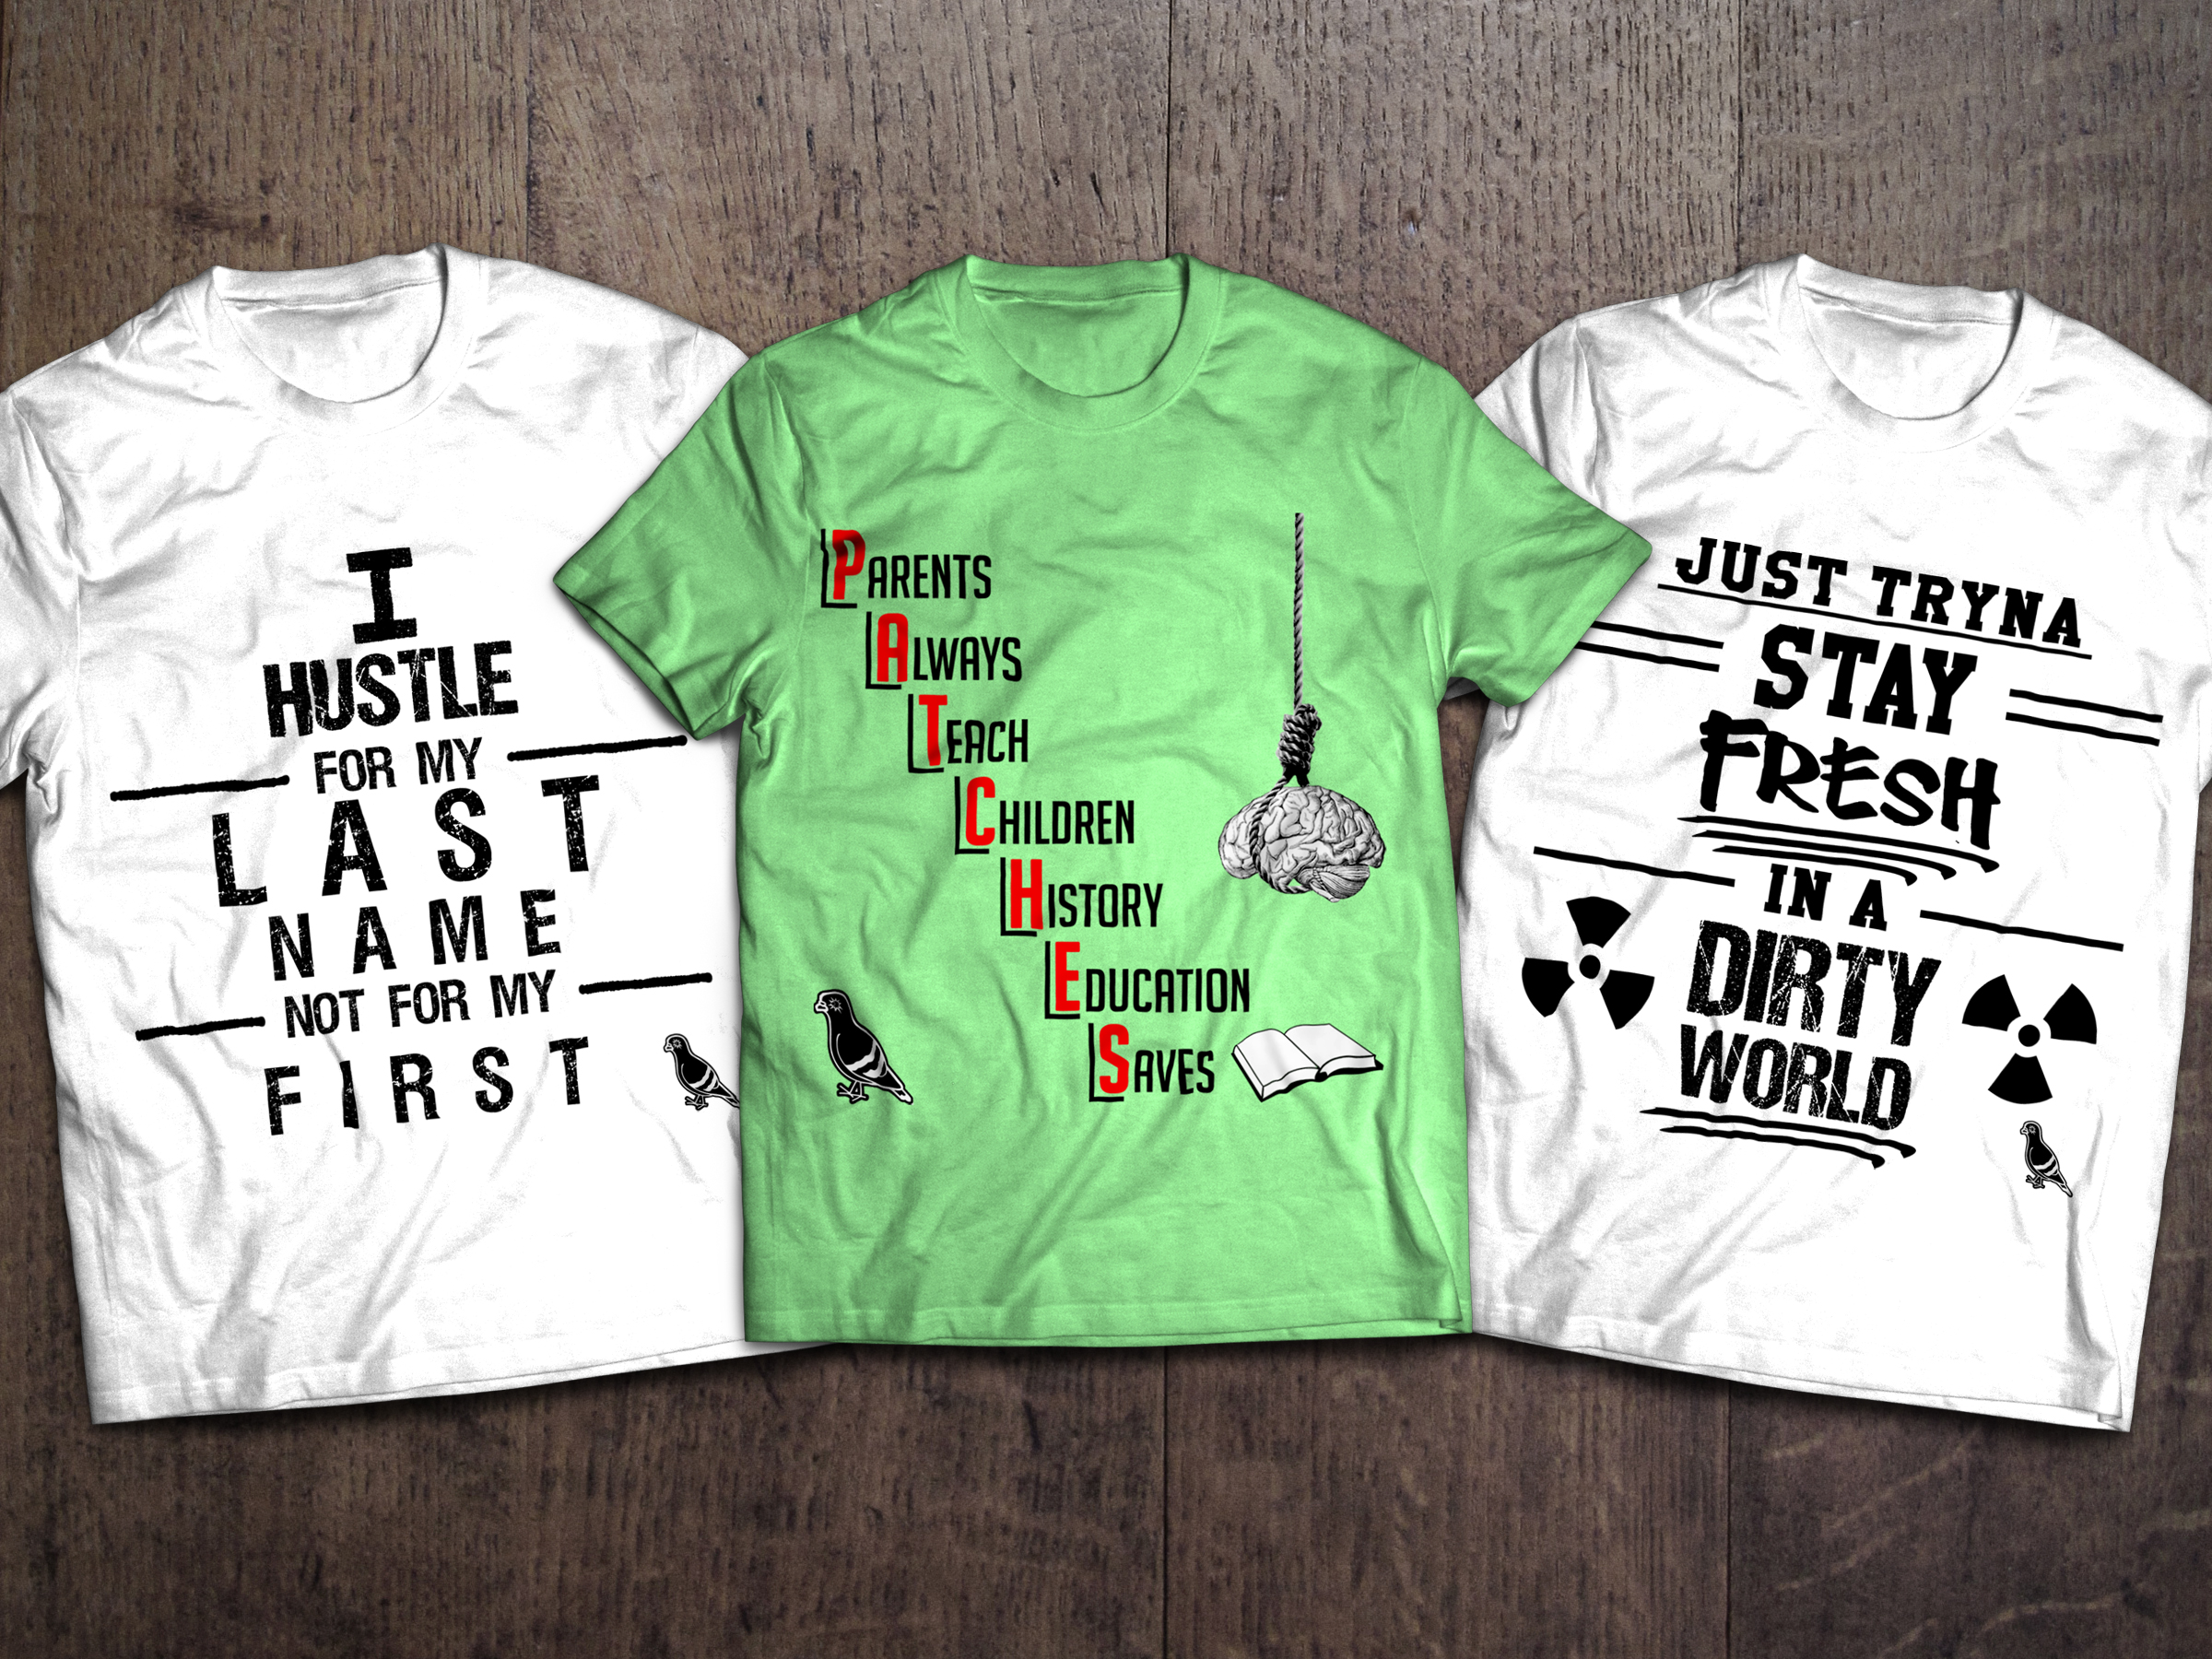 I
HUSTLE
FOR MY
LAST
NAME
NOT FOR MY
FIRST
PARENTS
ALWAYS
TEACH
CHILDREN
HISTORY
EDUCATION
SAVES
JUST TRYNA
STAY
FRESH
IN A
DIRTY
WORLD